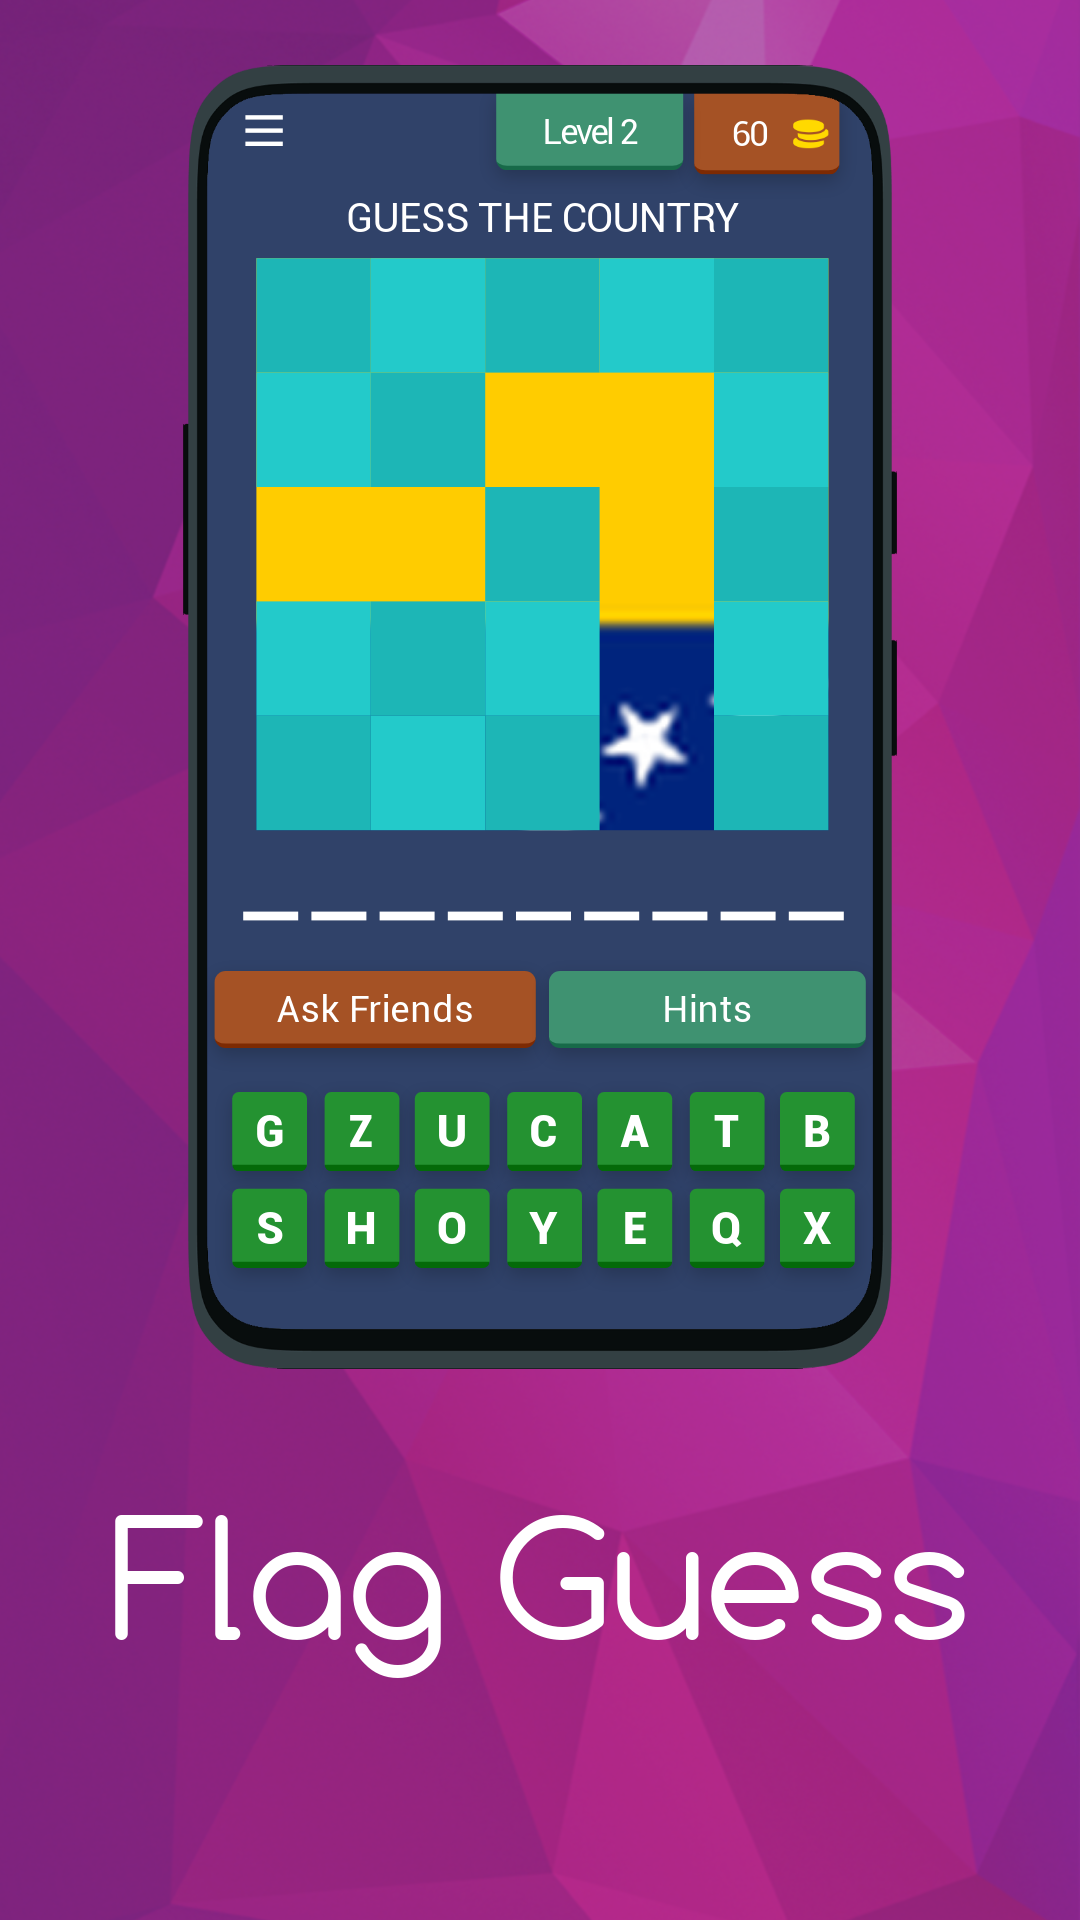 Level 2
60
GUESS THE COUNTRY
Ask Friends
Hints
G Z U C A T B
S H O Y E Q X
Flag Guess